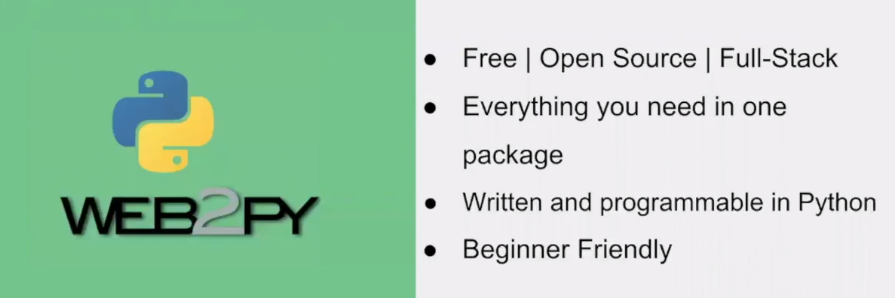 WEB2PY
● Free | Open Source | Full-Stack
● Everything you need in one
package
● Written and programmable in Python
● Beginner Friendly